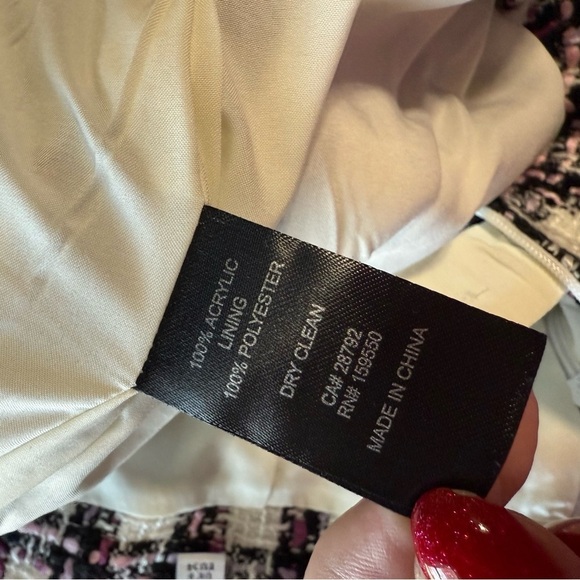 100% ACRYLIC
LINING
100% POLYESTER
DRY CLEAN
CA# 28792
RN# 159550
MADE IN CHINA